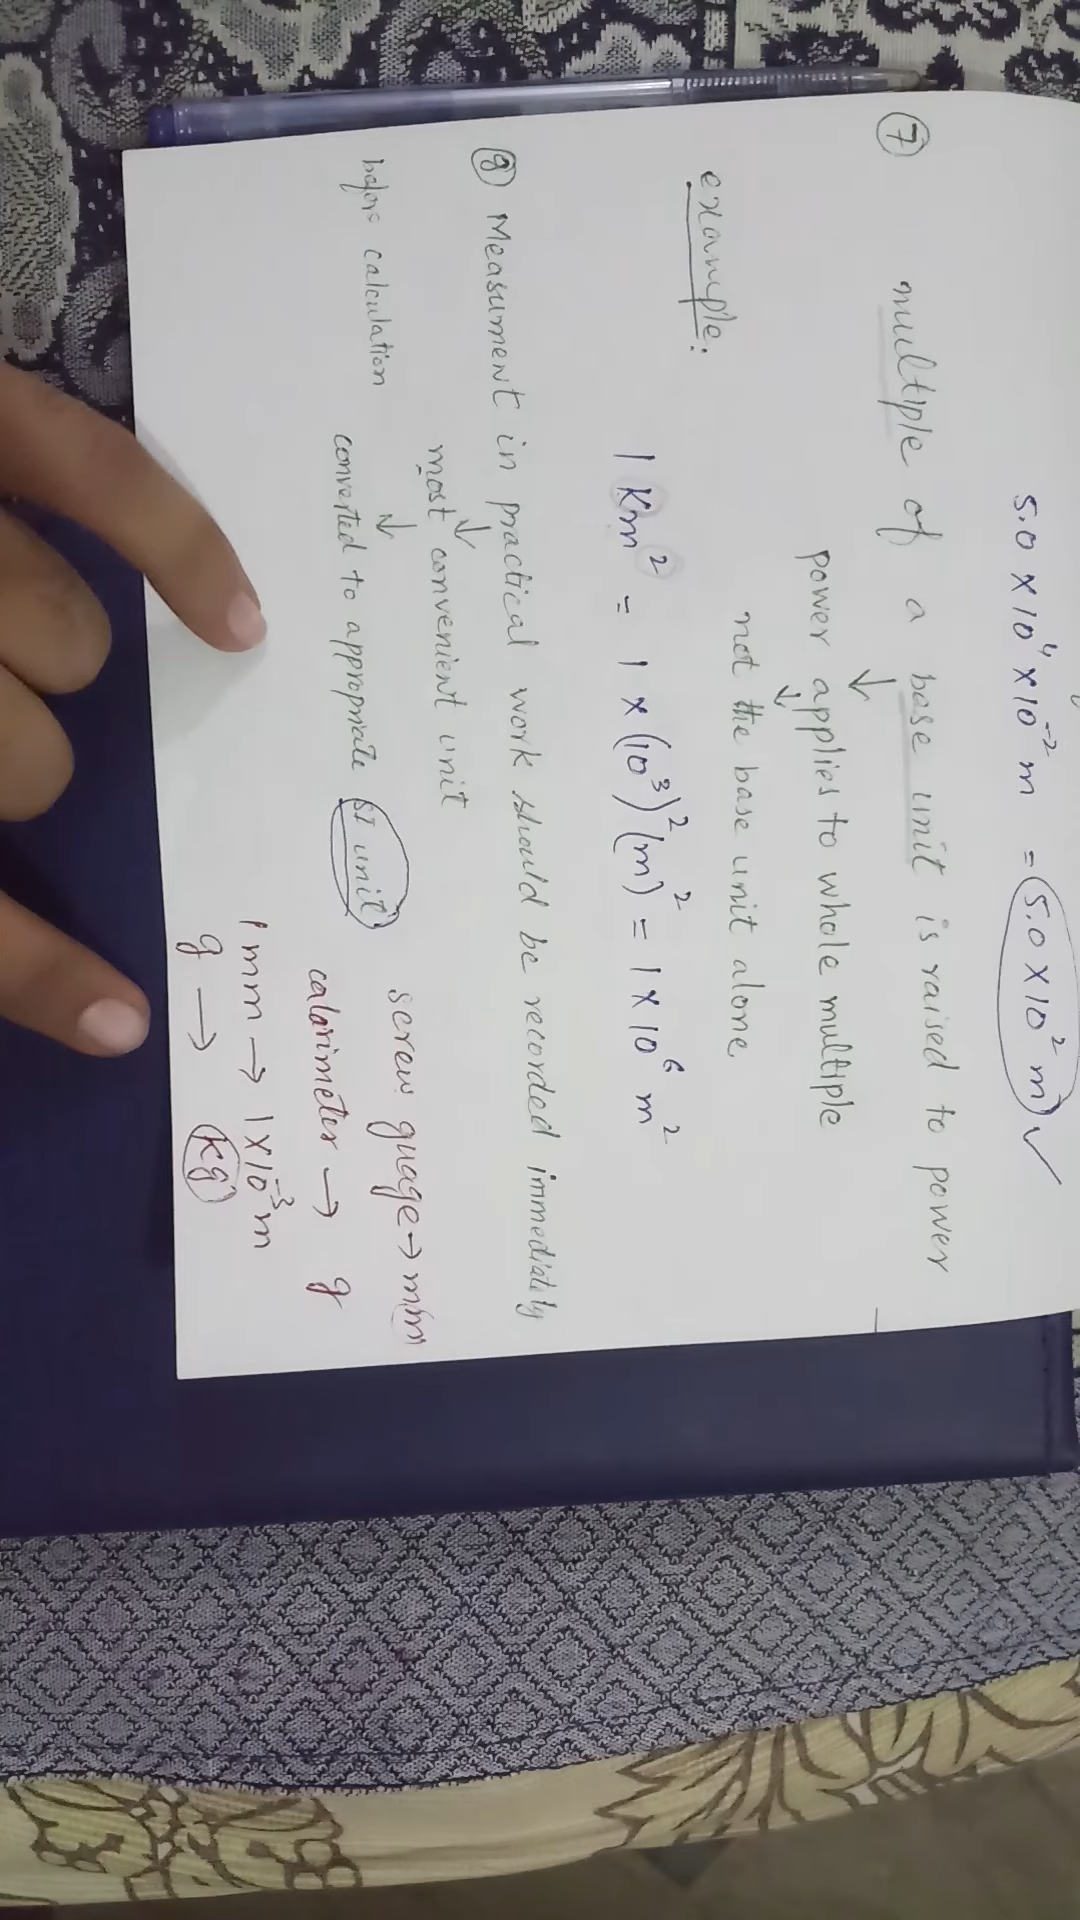 5.0 × 10⁴ × 10⁻² m = 5.0 × 10² m ✓
⑦ multiple of a base unit is raised to power
↓
power applies to whole multiple
↓
not the base unit alone
example:
1 Km² = 1 × (10³)² (m)² = 1 × 10⁶ m²
⑧ Measument in practical work should be recorded immediately
↓
most convenient unit
screw guage → mm
↓
before calculation converted to appropriate SI unit
calorimeter → g
1 mm → 1 × 10⁻³ m
g → kg